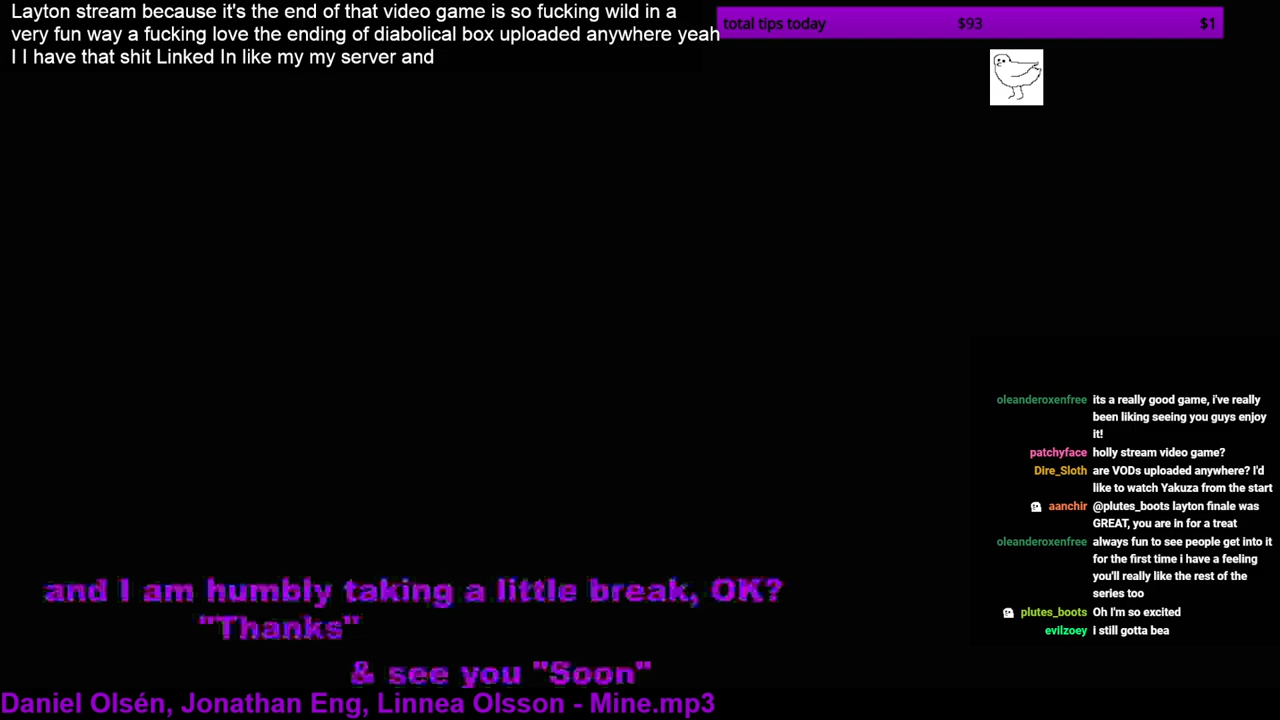 Layton stream because it's the end of that video game is so fucking wild in a
very fun way a fucking love the ending of diabolical box uploaded anywhere yeah
I I have that shit Linked In like my my server and
total tips today $93 $1
oleanderoxenfree its a really good game, i've really
been liking seeing you guys enjoy
it!
patchyface holly stream video game?
Dire_Sloth are VODs uploaded anywhere? I'd
like to watch Yakuza from the start
aanchir @plutes_boots layton finale was
GREAT, you are in for a treat
oleanderoxenfree always fun to see people get into it
for the first time i have a feeling
you'll really like the rest of the
series too
plutes_boots Oh I'm so excited
evilzoey i still gotta bea
and I am humbly taking a little break, OK?
"Thanks"
& see you "Soon"
Daniel Olsén, Jonathan Eng, Linnea Olsson - Mine.mp3